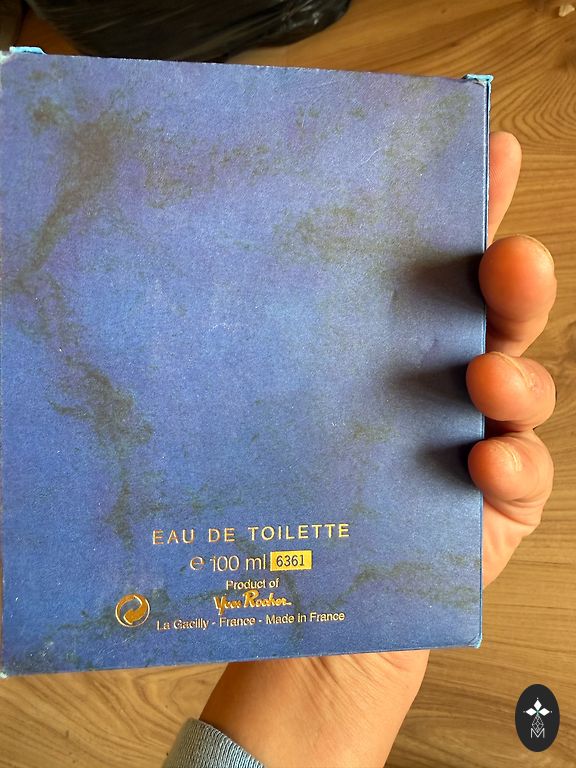 EAU DE TOILETTE
℮ 100 ml 6361
Product of
Yves Rocher
La Gacilly - France - Made in France
M